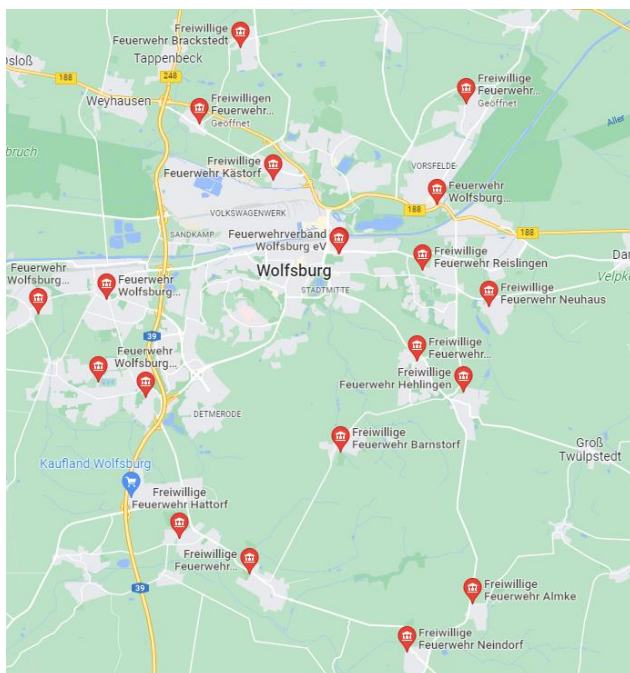 Freiwillige
Feuerwehr Brackstedt
Tappenbeck
Osloß
188
248
Weyhausen
Freiwilligen
Feuerwehr...
Geöffnet
Freiwillige
Feuerwehr...
Geöffnet
Aller
bruch
Freiwillige
Feuerwehr Kästorf
VORSFELDE
Feuerwehr
Wolfsburg...
188
188
VOLKSWAGENWERK
SANDKAMP
Feuerwehrverband
Wolfsburg eV
Wolfsburg
STADTMITTE
Freiwillige
Feuerwehr Reislingen
Da
Velpke
Feuerwehr
Wolfsburg...
Feuerwehr
Wolfsburg...
Freiwillige
Feuerwehr Neuhaus
39
Feuerwehr
Wolfsburg...
Freiwillige
Feuerwehr...
Freiwillige
Feuerwehr Hehlingen
DETMERODE
Freiwillige
Feuerwehr Barnstorf
Groß
Twülpstedt
Kaufland Wolfsburg
Freiwillige
Feuerwehr Hattorf
Freiwillige
Feuerwehr...
39
Freiwillige
Feuerwehr Almke
Freiwillige
Feuerwehr Neindorf